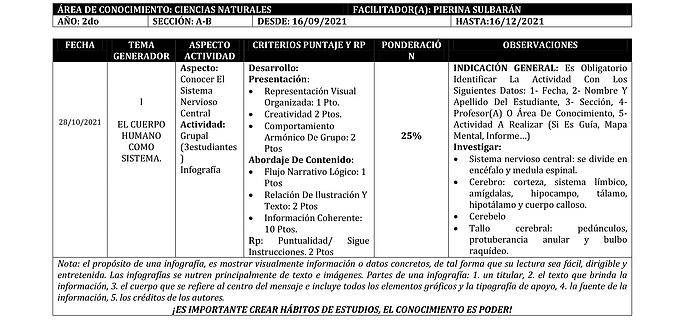 ÁREA DE CONOCIMIENTO: CIENCIAS NATURALES FACILITADOR(A): PIERINA SULBARÁN
AÑO: 2do SECCIÓN: A-B DESDE: 16/09/2021 HASTA:16/12/2021
FECHA TEMA GENERADOR ASPECTO ACTIVIDAD CRITERIOS PUNTAJE Y RP PONDERACIÓ N OBSERVACIONES
28/10/2021
I
EL CUERPO
HUMANO
COMO
SISTEMA.
Aspecto:
Conocer El
Sistema
Nervioso
Central
Actividad:
Grupal
(3estudiantes
)
Infografía
Desarrollo:
Presentación:
• Representación Visual
Organizada: 1 Pto.
• Creatividad 2 Ptos.
• Comportamiento
Armónico De Grupo: 2
Ptos
Abordaje De Contenido:
• Flujo Narrativo Lógico: 1
Ptos
• Relación De Ilustración Y
Texto: 2 Ptos
• Información Coherente:
10 Ptos.
Rp: Puntualidad/ Sigue
Instrucciones. 2 Ptos
25%
INDICACIÓN GENERAL: Es Obligatorio
Identificar La Actividad Con Los
Siguientes Datos: 1- Fecha, 2- Nombre Y
Apellido Del Estudiante, 3- Sección, 4-
Profesor(A) O Área De Conocimiento, 5-
Actividad A Realizar (Si Es Guía, Mapa
Mental, Informe...)
Investigar:
• Sistema nervioso central: se divide en
encéfalo y medula espinal.
• Cerebro: corteza, sistema límbico,
amígdalas, hipocampo, tálamo,
hipotálamo y cuerpo calloso.
• Cerebelo
• Tallo cerebral: pedúnculos,
protuberancia anular y bulbo
raquídeo.
Nota: el propósito de una infografía, es mostrar visualmente información o datos concretos, de tal forma que su lectura sea fácil, dirigible y
entretenida. Las infografías se nutren principalmente de texto e imágenes. Partes de una infografía: 1. un titular, 2. el texto que brinda la
información, 3. el cuerpo que se refiere al centro del mensaje e incluye todos los elementos gráficos y la tipografía de apoyo, 4. la fuente de la
información, 5. los créditos de los autores.
¡ES IMPORTANTE CREAR HÁBITOS DE ESTUDIOS, EL CONOCIMIENTO ES PODER!